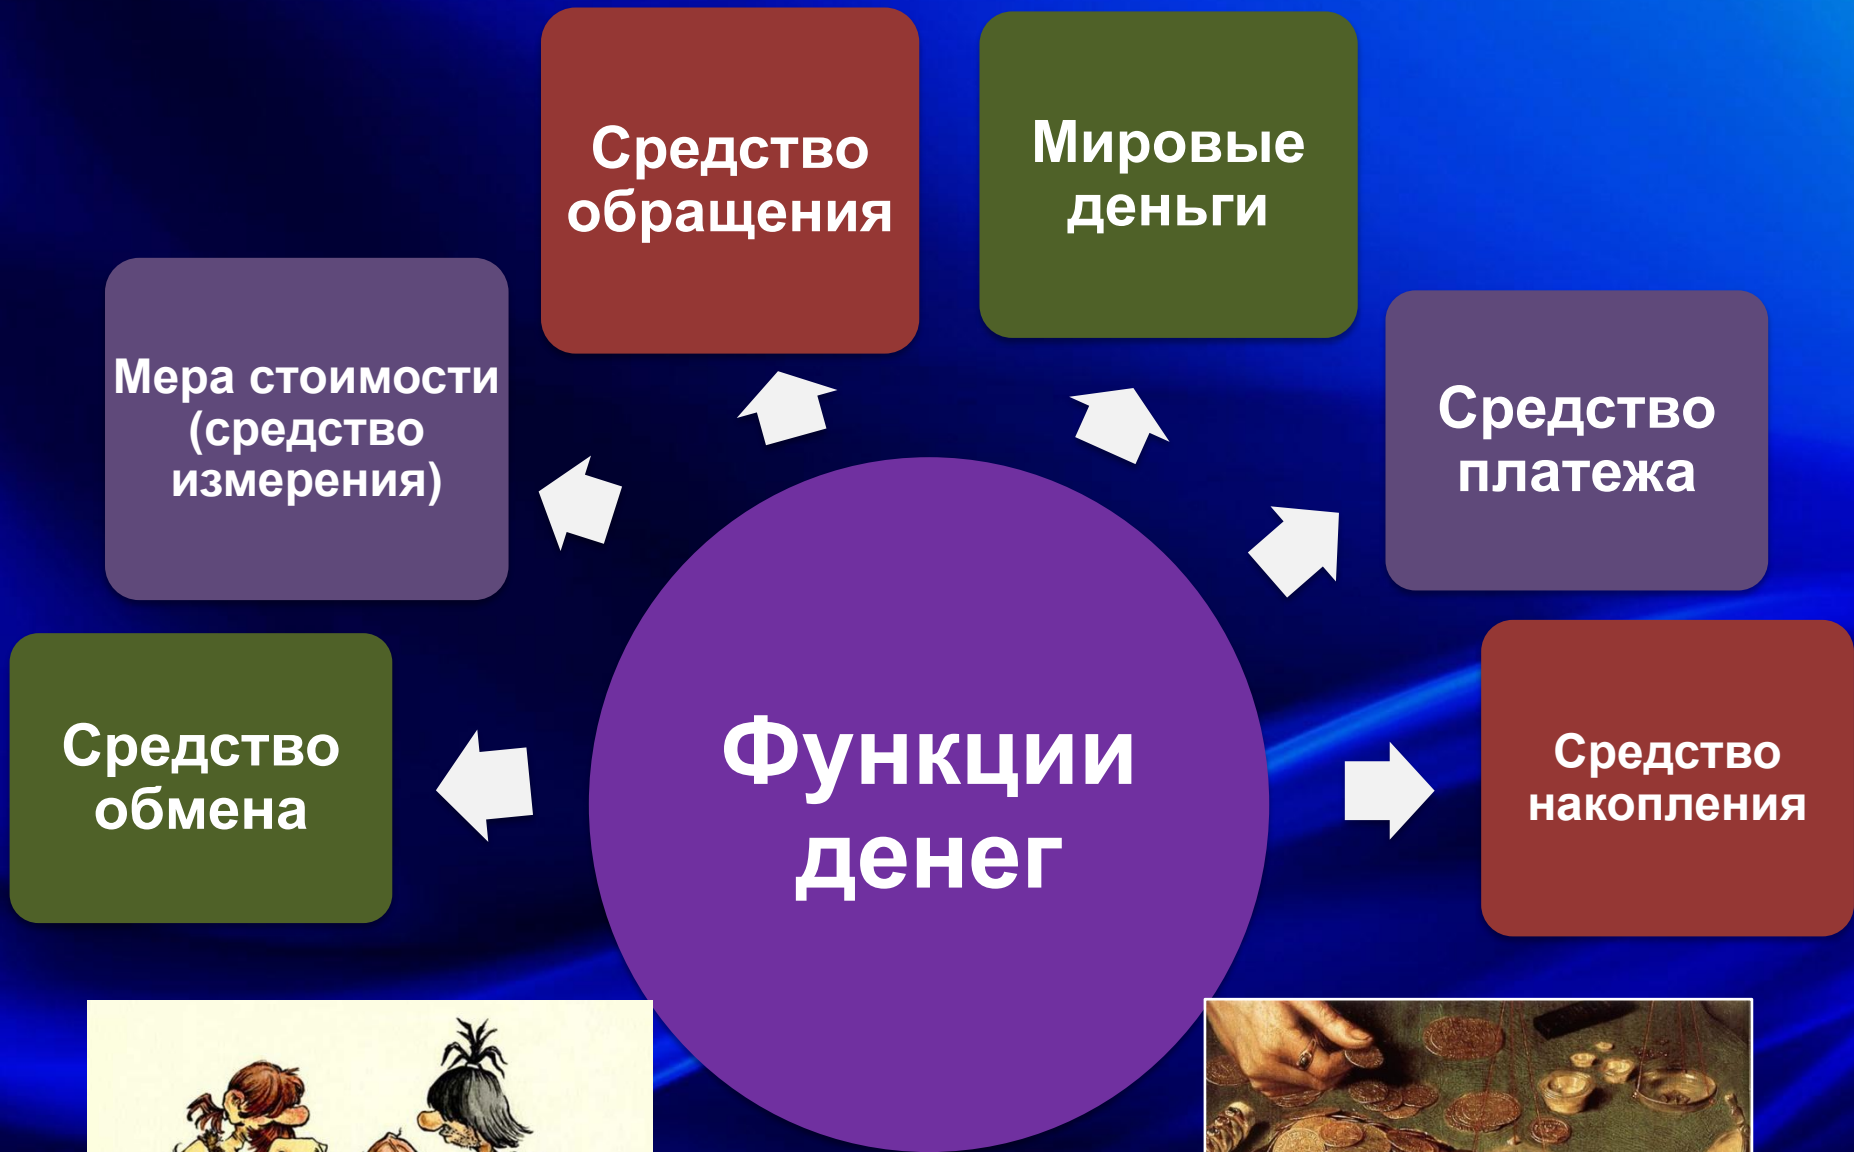 Средство
обращения
Мировые
деньги
Мера стоимости
(средство
измерения)
Средство
платежа
Средство
обмена
Функции
денег
Средство
накопления